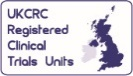 UKCRC
Registered
Clinical
Trials Units